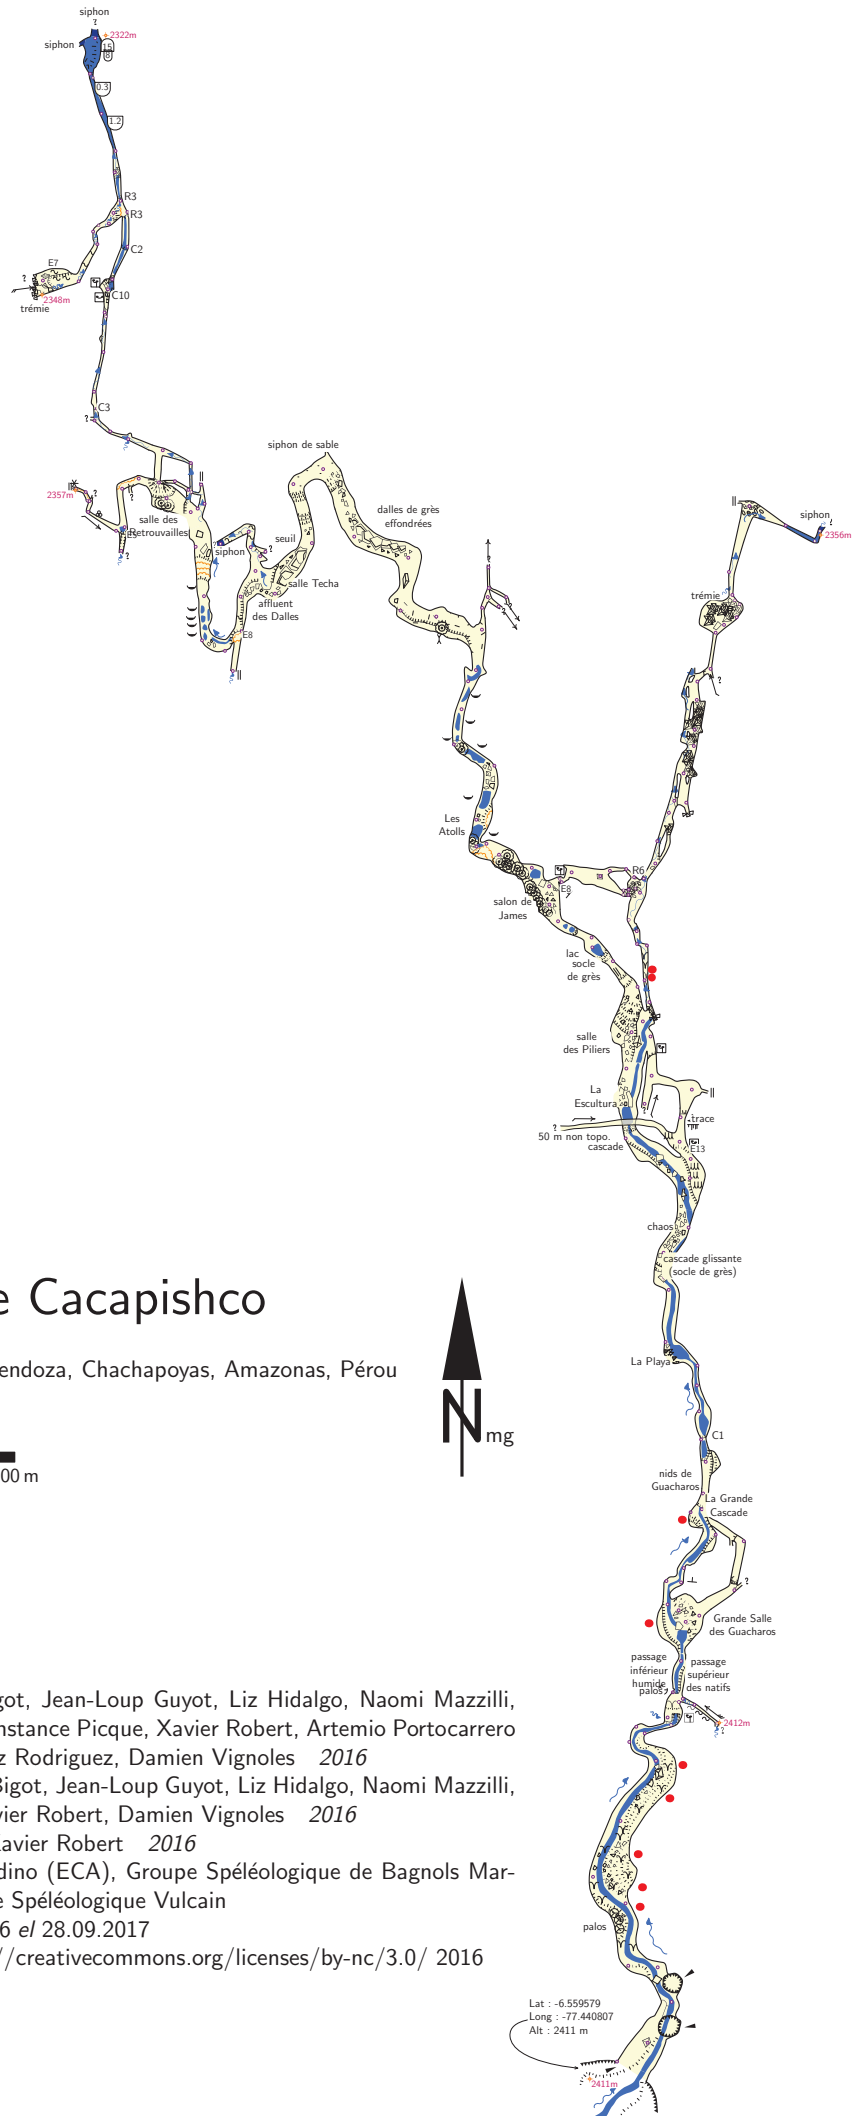 siphon
?
2322m
siphon
15
8
0.3
1.2
R3
R3
C2
E7
?
2348m
trémie
C10
C3
?
siphon de sable
2357m
?
salle des
Retrouvailles
?
siphon
?
seuil
salle Techa
affluent
des Dalles
E8
dalles de grès
effondrées
?
?
siphon
?
2356m
trémie
?
Les
Atolls
R6
E8
salon de
James
lac
socle
de grès
salle
des Piliers
La
Escultura
?
trace
?
50 m non topo.
cascade
E13
chaos
cascade glissante
(socle de grès)
e Cacapishco
endoza, Chachapoyas, Amazonas, Pérou
La Playa
N
mg
00 m
C1
nids de
Guacharos
La Grande
Cascade
?
Grande Salle
des Guacharos
passage
inférieur
humide
passage
supérieur
des natifs
palos
2412m
?
got, Jean-Loup Guyot, Liz Hidalgo, Naomi Mazzilli,
nstance Picque, Xavier Robert, Artemio Portocarrero
z Rodriguez, Damien Vignoles 2016
Bigot, Jean-Loup Guyot, Liz Hidalgo, Naomi Mazzilli,
vier Robert, Damien Vignoles 2016
Xavier Robert 2016
dino (ECA), Groupe Spéléologique de Bagnols Mar-
e Spéléologique Vulcain
6 el 28.09.2017
//creativecommons.org/licenses/by-nc/3.0/ 2016
palos
Lat : -6.559579
Long : -77.440807
Alt : 2411 m
2411m